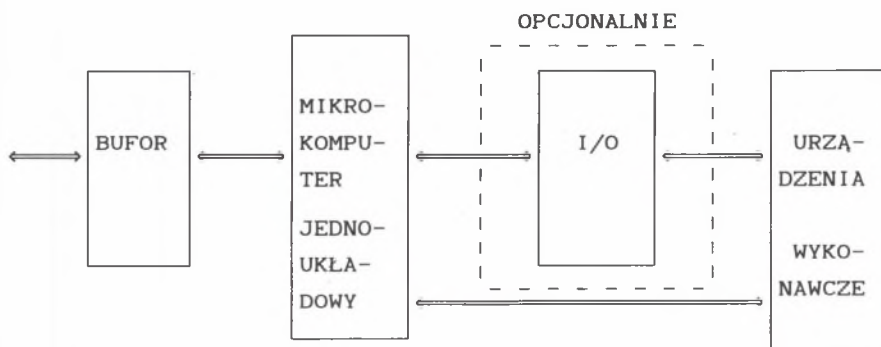 OPCJONALNIE
BUFOR
MIKRO-
KOMPU-
TER
JEDNO-
UKŁA-
DOWY
I/O
URZĄ-
DZENIA
WYKO-
NAWCZE